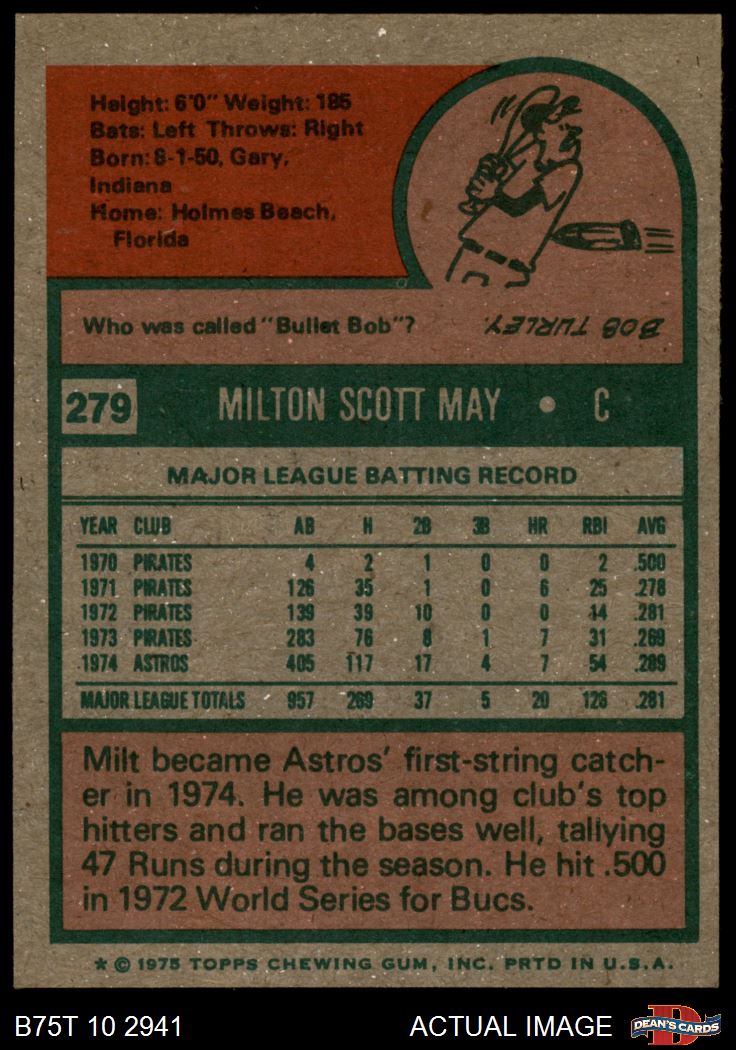 Height: 6'0" Weight: 185
Bats: Left Throws: Right
Born: 8-1-50, Gary,
Indiana
Home: Holmes Beach,
Florida
Who was called "Bullet Bob"?
BOB TURLEY.
279 MILTON SCOTT MAY • C
MAJOR LEAGUE BATTING RECORD
YEAR CLUB AB H 2B 3B HR RBI AVG
1970 PIRATES 4 2 1 0 0 2 .500
1971 PIRATES 126 35 1 0 6 25 .278
1972 PIRATES 139 39 10 0 0 14 .281
1973 PIRATES 283 76 8 1 7 31 .269
1974 ASTROS 405 117 17 4 7 54 .289
MAJOR LEAGUE TOTALS 957 269 37 5 20 126 .281
Milt became Astros' first-string catch-
er in 1974. He was among club's top
hitters and ran the bases well, tallying
47 Runs during the season. He hit .500
in 1972 World Series for Bucs.
* © 1975 TOPPS CHEWING GUM, INC. PRTD IN U.S.A.
B75T 10 2941 ACTUAL IMAGE DEAN'S CARDS